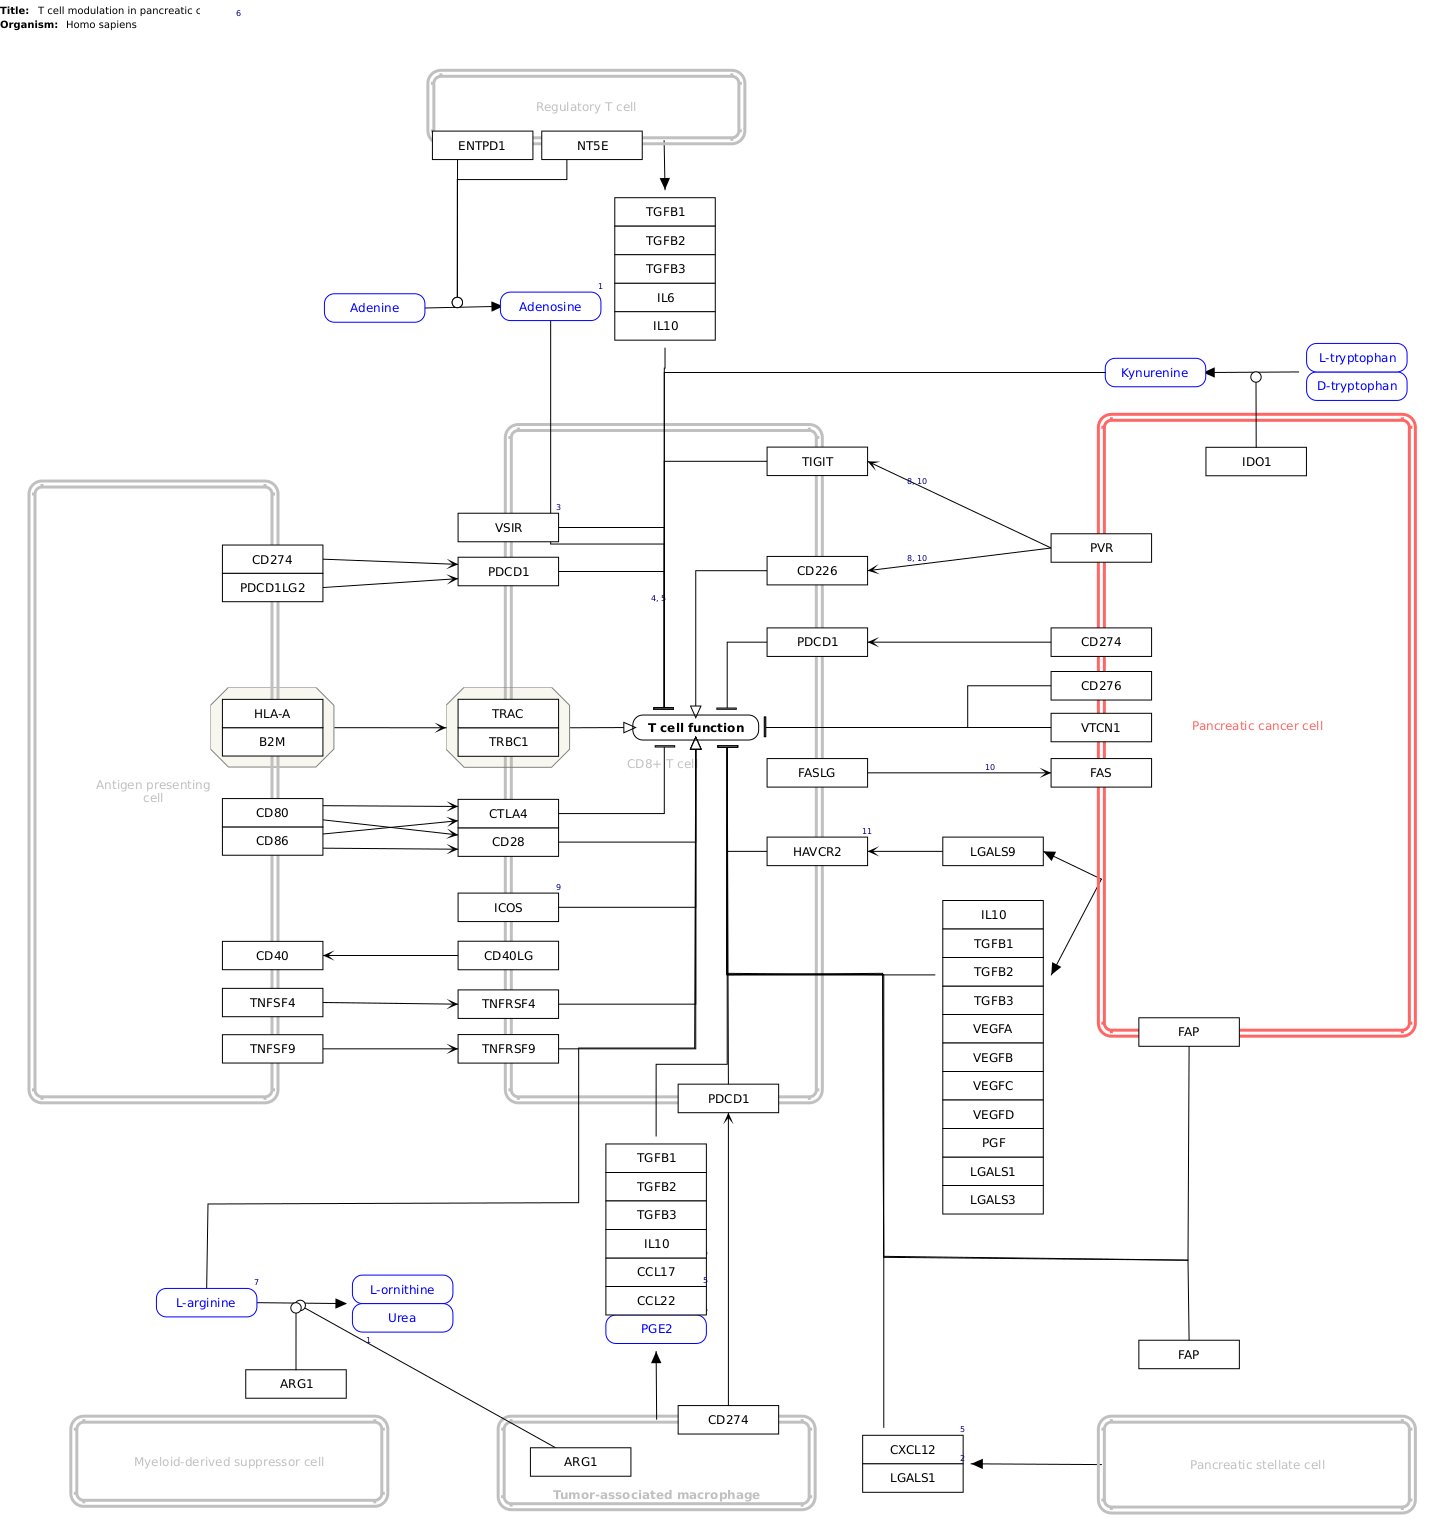 Title: T cell modulation in pancreatic c
6
Organism: Homo sapiens
Regulatory T cell
ENTPD1
NT5E
TGFB1
TGFB2
TGFB3
IL6
IL10
Adenine
Adenosine
1
Kynurenine
L-tryptophan
D-tryptophan
IDO1
TIGIT
8, 10
VSIR
3
CD274
PDCD1LG2
PDCD1
CD226
8, 10
PVR
4, 5
PDCD1
CD274
CD276
HLA-A
B2M
TRAC
TRBC1
T cell function
VTCN1
Pancreatic cancer cell
CD8+ T cell
FASLG
10
FAS
Antigen presenting
cell
CD80
CD86
CTLA4
CD28
HAVCR2
11
LGALS9
ICOS
9
CD40
CD40LG
TNFSF4
TNFRSF4
TNFSF9
TNFRSF9
IL10
TGFB1
TGFB2
TGFB3
VEGFA
VEGFB
VEGFC
VEGFD
PGF
LGALS1
LGALS3
FAP
PDCD1
TGFB1
TGFB2
TGFB3
IL10
CCL17
5
CCL22
PGE2
L-arginine
7
L-ornithine
Urea
1
ARG1
FAP
CD274
ARG1
Myeloid-derived suppressor cell
Tumor-associated macrophage
CXCL12
5
LGALS1
2
Pancreatic stellate cell